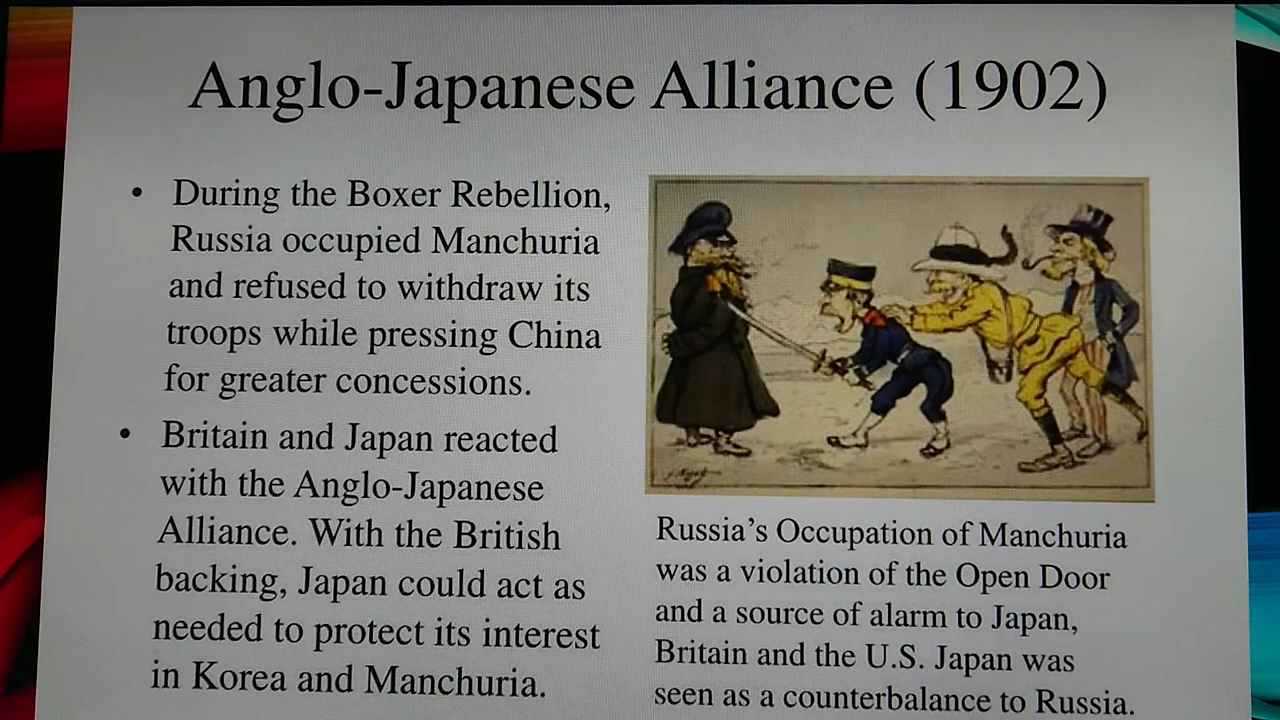 Anglo-Japanese Alliance (1902)
• During the Boxer Rebellion,
Russia occupied Manchuria
and refused to withdraw its
troops while pressing China
for greater concessions.
• Britain and Japan reacted
with the Anglo-Japanese
Alliance. With the British
backing, Japan could act as
needed to protect its interest
in Korea and Manchuria.
Russia's Occupation of Manchuria
was a violation of the Open Door
and a source of alarm to Japan,
Britain and the U.S. Japan was
seen as a counterbalance to Russia.